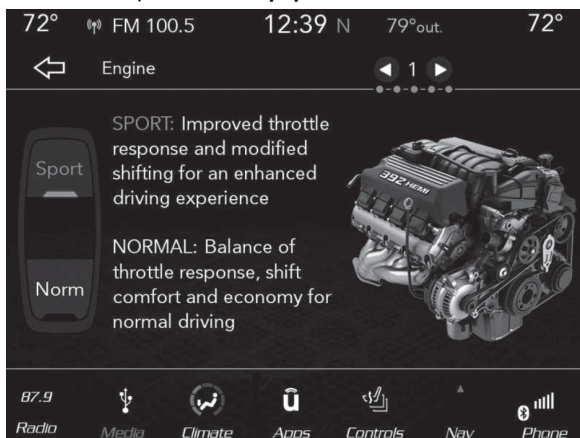 72° FM 100.5 12:39 N 79°out. 72°
Engine 1
SPORT: Improved throttle
response and modified
shifting for an enhanced
driving experience
Sport
NORMAL: Balance of
throttle response, shift
comfort and economy for
normal driving
Norm
392 HEMI
87.9
Radio Media Climate Apps Controls Nav Phone